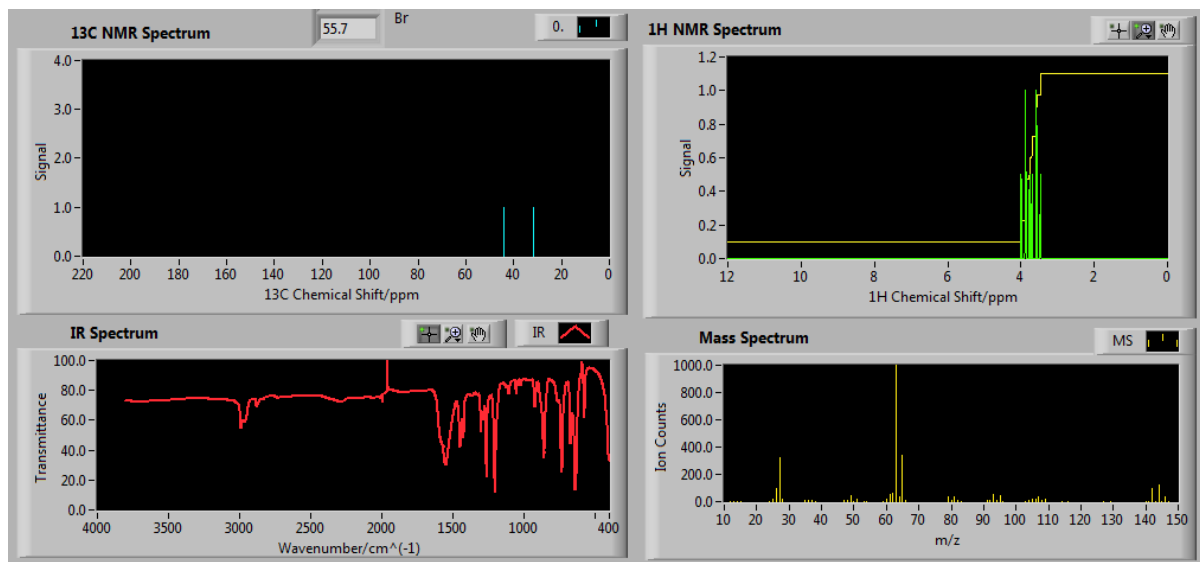 13C NMR Spectrum
55.7
Br
0.
4.0
3.0
2.0
1.0
0.0
Signal
220 200 180 160 140 120 100 80 60 40 20 0
13C Chemical Shift/ppm
1H NMR Spectrum
1.2
1.0
0.8
0.6
0.4
0.2
0.0
Signal
12 10 8 6 4 2 0
1H Chemical Shift/ppm
IR Spectrum
IR
100.0
80.0
60.0
40.0
20.0
0.0
Transmittance
4000 3000 2000 1500 1000 400
Wavenumber/cm^(-1)
Mass Spectrum
MS
1000.0
800.0
600.0
400.0
200.0
0.0
Ion Counts
10 20 30 40 50 60 70 80 90 100 110 120 130 140 150
m/z